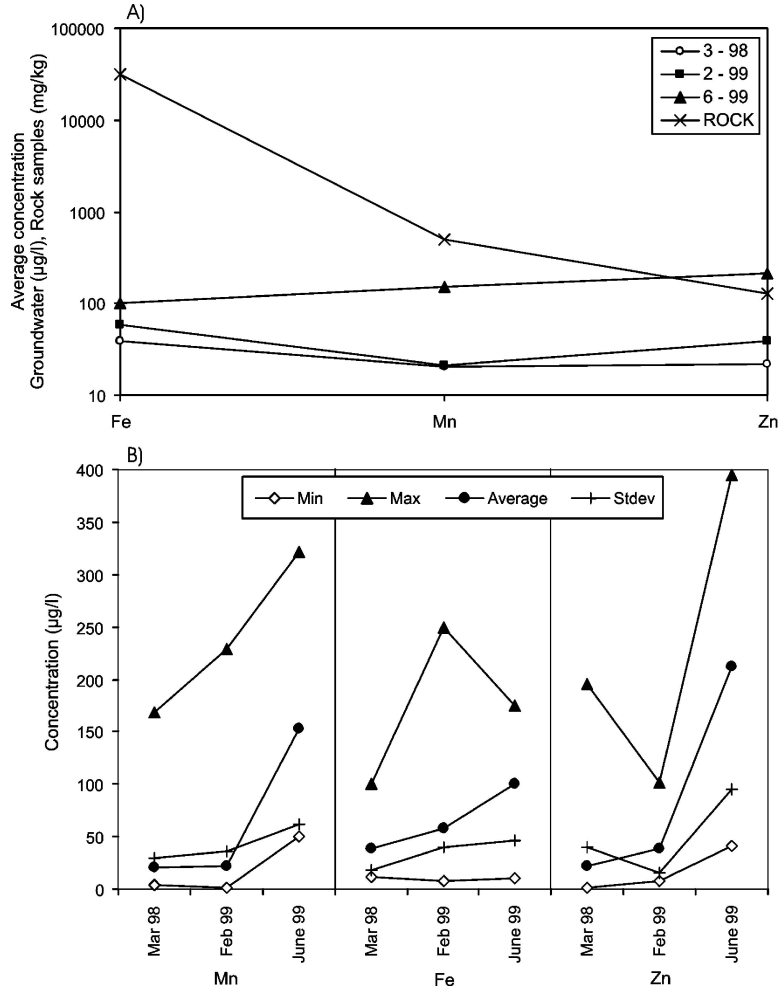 A)
100000
10000
1000
100
10
Average concentration
Groundwater (µg/l), Rock samples (mg/kg)
3 - 98
2 - 99
6 - 99
ROCK
Fe Mn Zn
B)
400
350
300
250
200
150
100
50
0
Concentration (µg/l)
Min Max Average Stdev
Mar 98 Feb 99 June 99 Mar 98 Feb 99 June 99 Mar 98 Feb 99 June 99
Mn Fe Zn